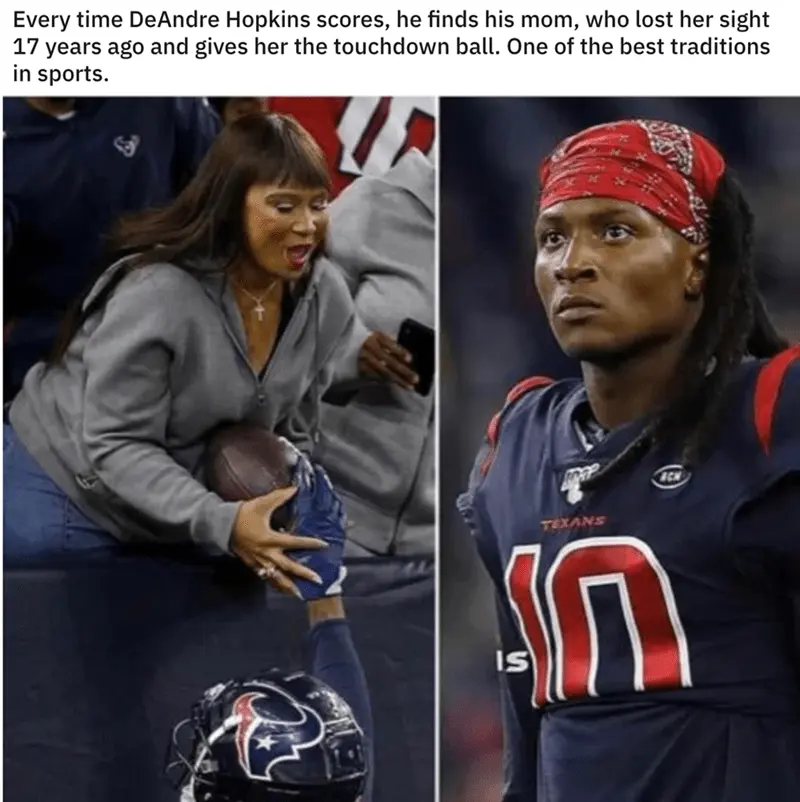 Every time DeAndre Hopkins scores, he finds his mom, who lost her sight
17 years ago and gives her the touchdown ball. One of the best traditions
in sports.
TEXANS
10